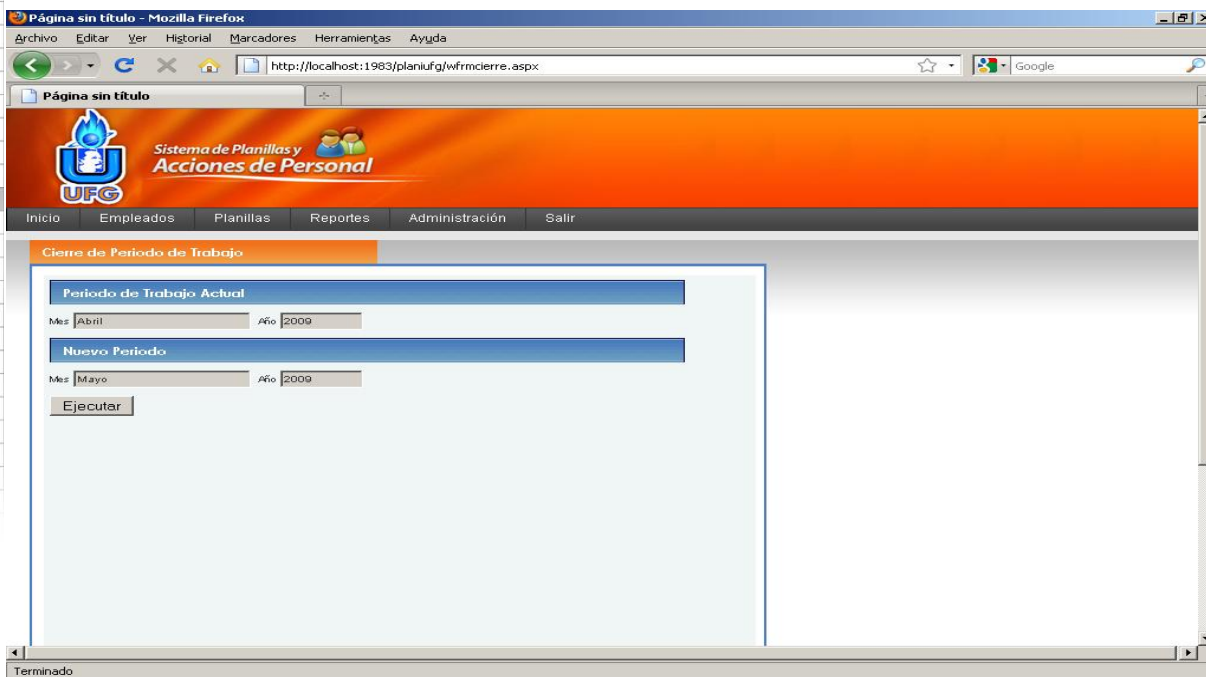 Página sin título - Mozilla Firefox
Archivo Editar Ver Historial Marcadores Herramientas Ayuda
http://localhost:1983/planiufg/wfrmcierre.aspx Google
Página sin título
Sistema de Planillas y
Acciones de Personal
UFG
Inicio Empleados Planillas Reportes Administración Salir
Cierre de Periodo de Trabajo
Periodo de Trabajo Actual
Mes Abril Año 2009
Nuevo Periodo
Mes Mayo Año 2009
Ejecutar
Terminado